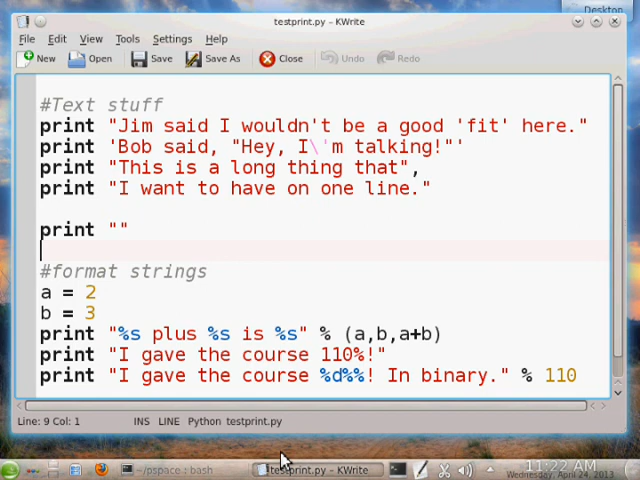 Desktop
testprint.py – KWrite
File Edit View Tools Settings Help
New Open Save Save As Close Undo Redo
#Text stuff
print "Jim said I wouldn't be a good 'fit' here."
print 'Bob said, "Hey, I\'m talking!"'
print "This is a long thing that",
print "I want to have on one line."
print ""
#format strings
a = 2
b = 3
print "%s plus %s is %s" % (a,b,a+b)
print "I gave the course 110%!"
print "I gave the course %d%%! In binary." % 110
Line: 9 Col: 1 INS LINE Python testprint.py
~/pspace : bash testprint.py – KWrite 11:22 AM
Wednesday, April 24, 2013